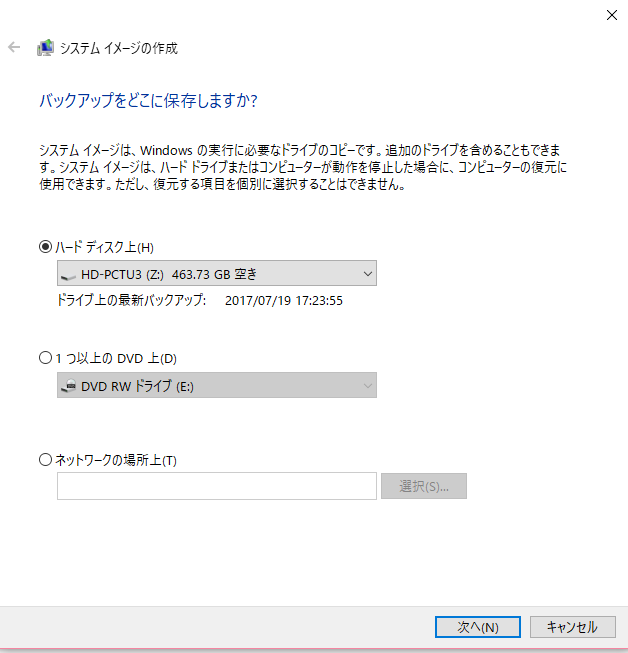 システム イメージの作成
バックアップをどこに保存しますか?
システム イメージは、Windows の実行に必要なドライブのコピーです。追加のドライブを含めることもできま
す。システム イメージは、ハード ドライブまたはコンピューターが動作を停止した場合に、コンピューターの復元に
使用できます。ただし、復元する項目を個別に選択することはできません。
ハード ディスク上(H)
HD-PCTU3 (Z:) 463.73 GB 空き
ドライブ上の最新バックアップ: 2017/07/19 17:23:55
1 つ以上の DVD 上(D)
DVD RW ドライブ (E:)
ネットワークの場所上(T)
選択(S)...
次へ(N) キャンセル